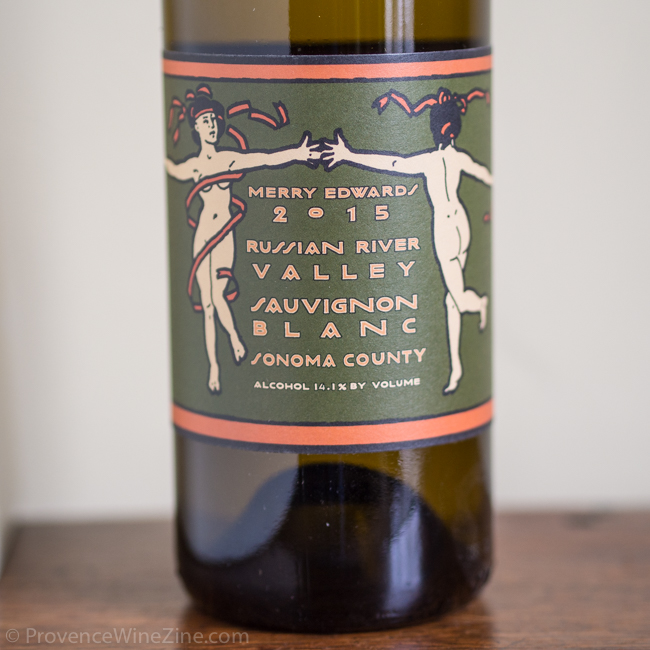 MERRY EDWARDS
2015
RUSSIAN RIVER
VALLEY
SAUVIGNON
BLANC
SONOMA COUNTY
ALCOHOL 14.1% BY VOLUME
© ProvenceWineZine.com